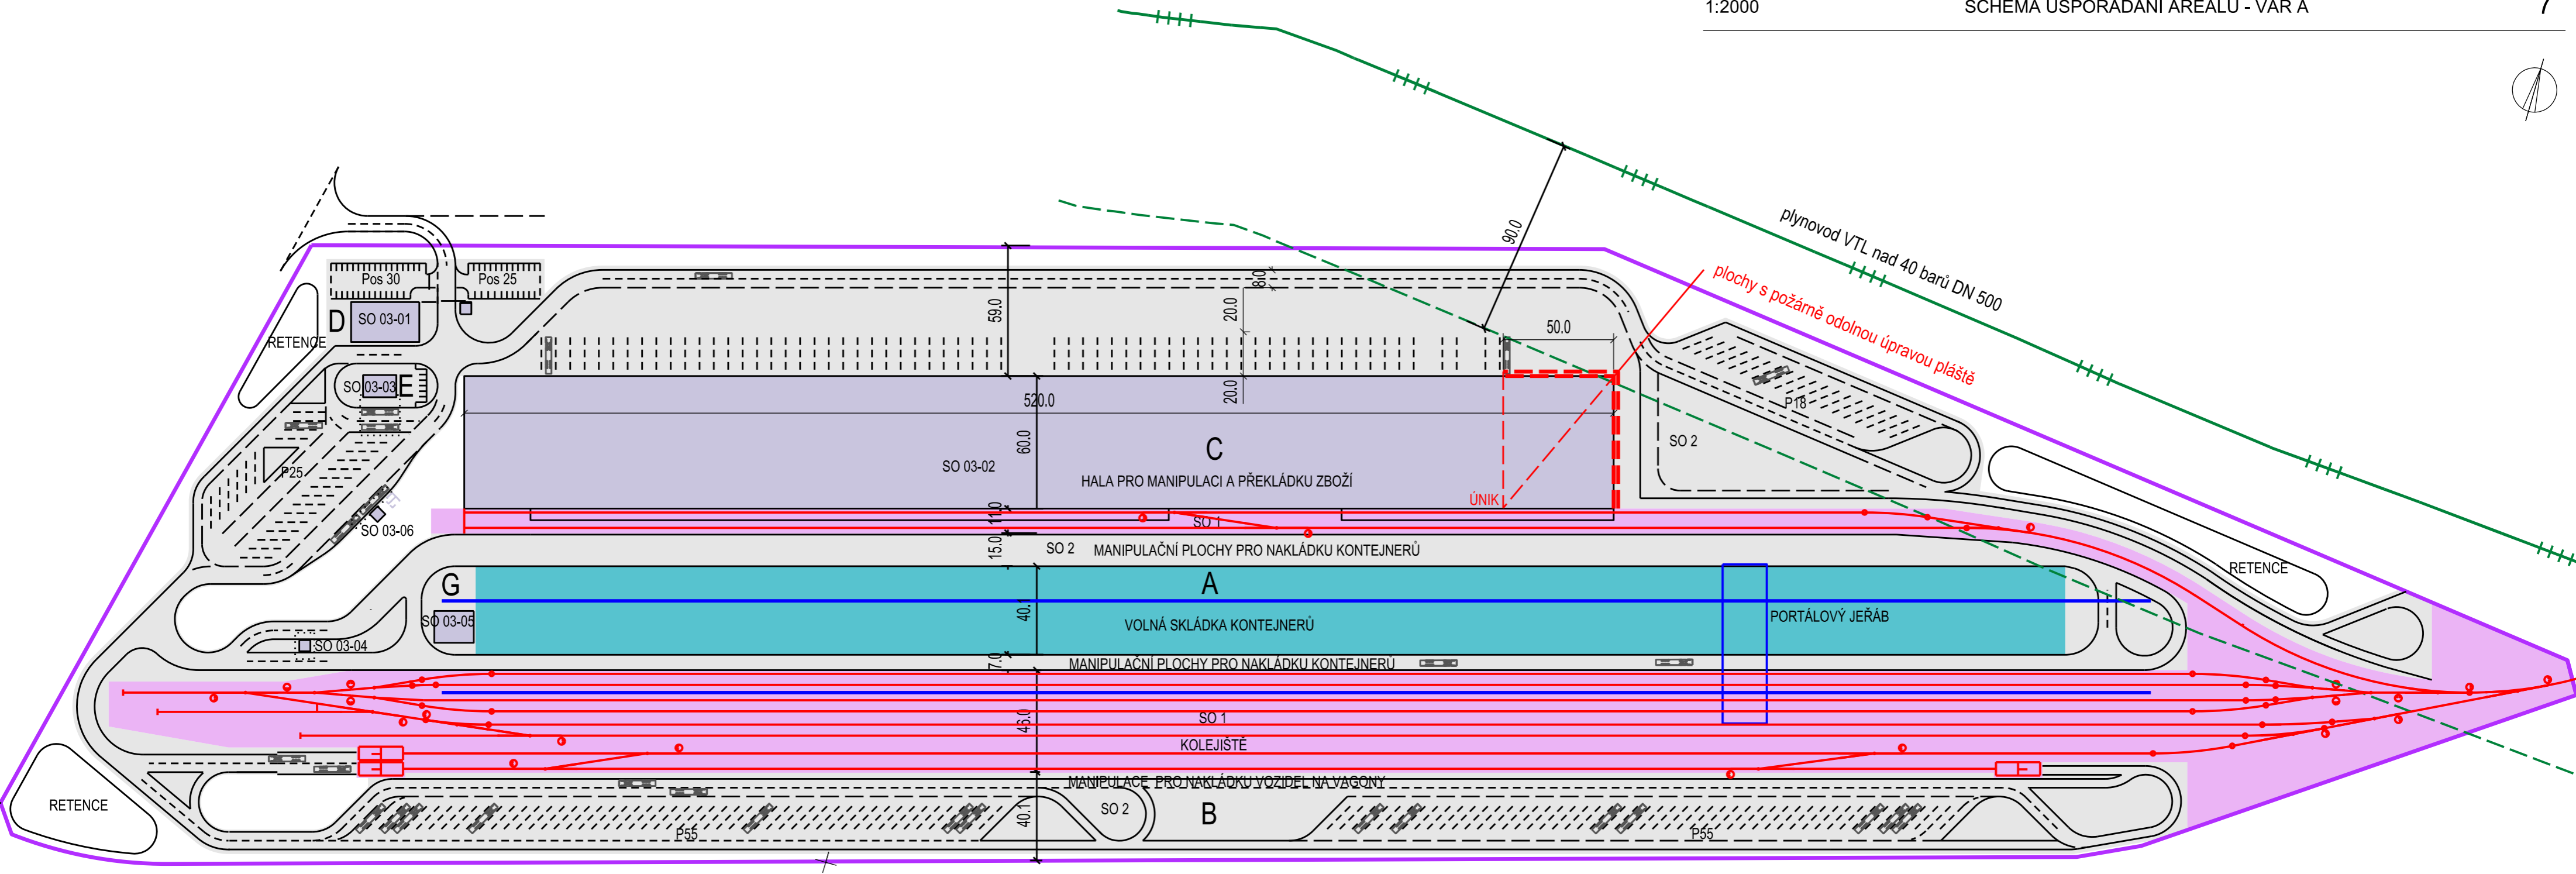 1:2000 SCHEMA USPOŘÁDÁNÍ AREÁLU - VAR A 7
plynovod VTL nad 40 barů DN 500
90.0
plochy s požárně odolnou úpravou pláště
Pos 30
Pos 25
8.0
59.0
20.0
50.0
D
SO 03-01
RETENCE
SO 03-03
E
20.0
520.0
P18
SO 2
C
60.0
SO 03-02
HALA PRO MANIPULACI A PŘEKLÁDKU ZBOŽÍ
P25
ÚNIK
11.0
SO 1
SO 03-06
15.0
SO 2
MANIPULAČNÍ PLOCHY PRO NAKLÁDKU KONTEJNERŮ
RETENCE
G
A
40.1
SO 03-05
VOLNÁ SKLÁDKA KONTEJNERŮ
PORTÁLOVÝ JEŘÁB
SO 03-04
7.0
MANIPULAČNÍ PLOCHY PRO NAKLÁDKU KONTEJNERŮ
46.0
SO 1
KOLEJIŠTĚ
MANIPULACE PRO NAKLÁDKU VOZIDEL NA VAGONY
RETENCE
40.1
SO 2
B
P55
P55